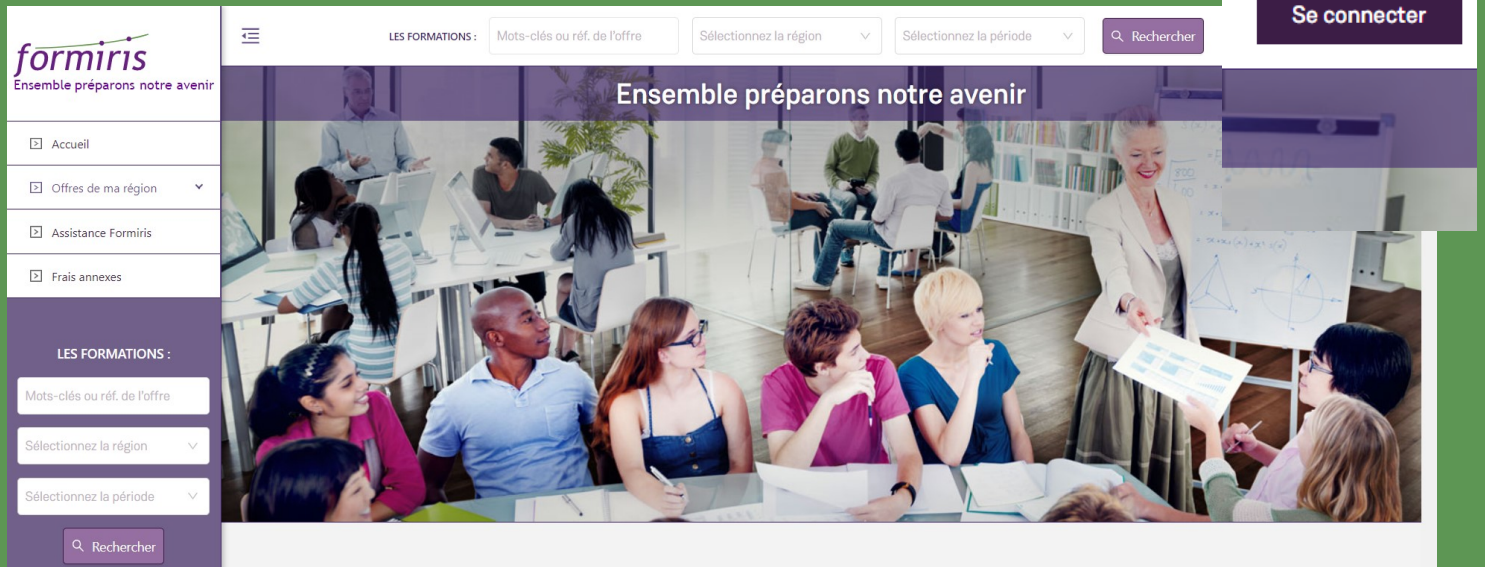 formiris
Ensemble préparons notre avenir
Accueil
Offres de ma région
Assistance Formiris
Frais annexes
LES FORMATIONS :
Mots-clés ou réf. de l'offre
Sélectionnez la région
Sélectionnez la période
Rechercher
LES FORMATIONS :
Mots-clés ou réf. de l'offre
Sélectionnez la région
Sélectionnez la période
Rechercher
Se connecter
Ensemble préparons notre avenir